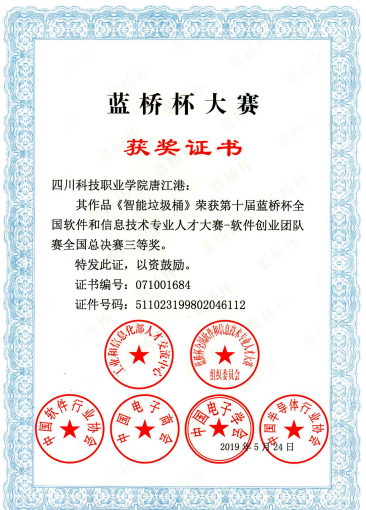 蓝桥杯大赛
获奖证书
四川科技职业学院唐江港：
其作品《智能垃圾桶》荣获第十届蓝桥杯全
国软件和信息技术专业人才大赛-软件创业团队
赛全国总决赛三等奖。
特发此证，以资鼓励。
证书编号：071001684
证件号码：511023199802046112
工业和信息化部人才交流中心
蓝桥杯全国软件和信息技术专业人才大赛
组织委员会
中国软件行业协会
中国电子商会
中国电子学会
中国半导体行业协会
2019年5月24日